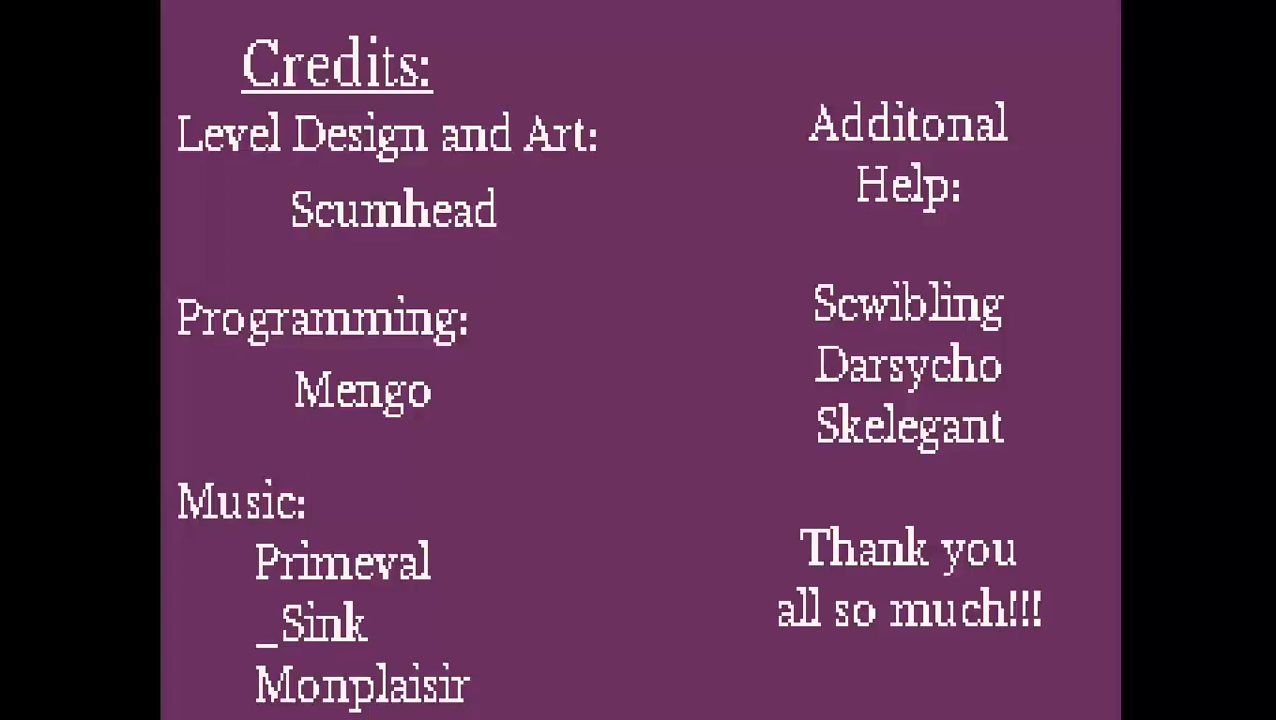 Credits:
Level Design and Art:
Scumhead
Programming:
Mengo
Music:
Primeval
_Sink
Monplaisir
Additonal
Help:
Scwibling
Darsycho
Skelegant
Thank you
all so much!!!